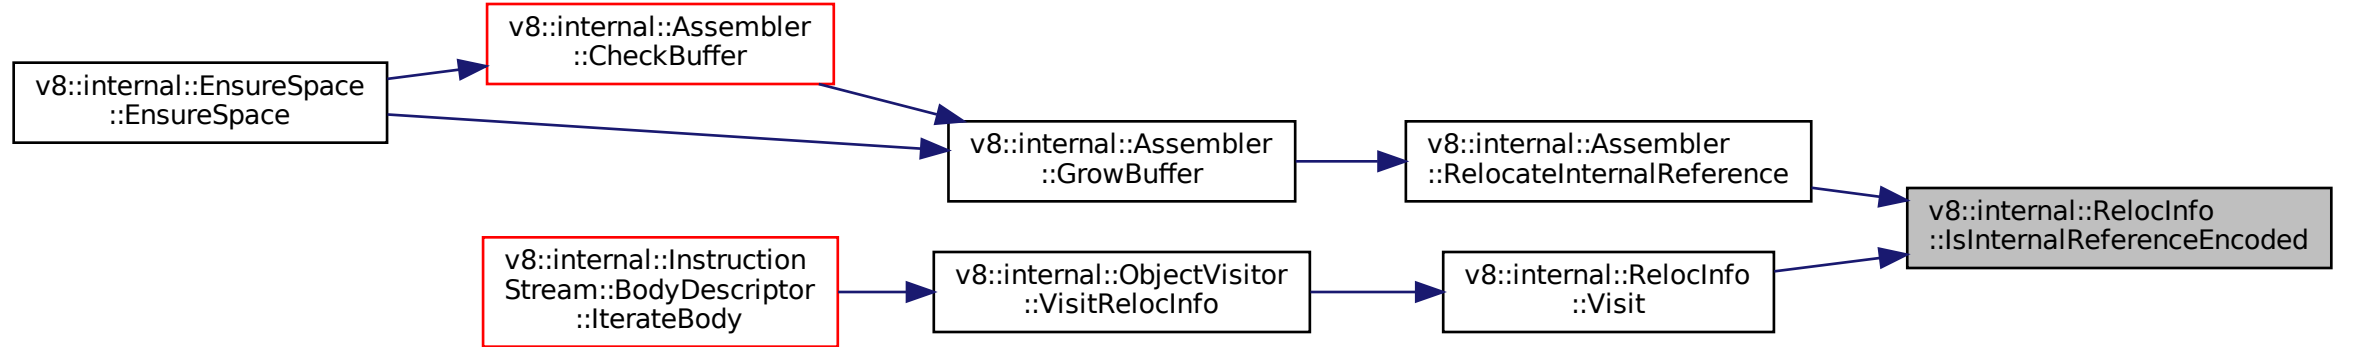 v8::internal::Assembler
::CheckBuffer
v8::internal::EnsureSpace
::EnsureSpace
v8::internal::Assembler
::GrowBuffer
v8::internal::Assembler
::RelocateInternalReference
v8::internal::RelocInfo
::IsInternalReferenceEncoded
v8::internal::Instruction
Stream::BodyDescriptor
::IterateBody
v8::internal::ObjectVisitor
::VisitRelocInfo
v8::internal::RelocInfo
::Visit